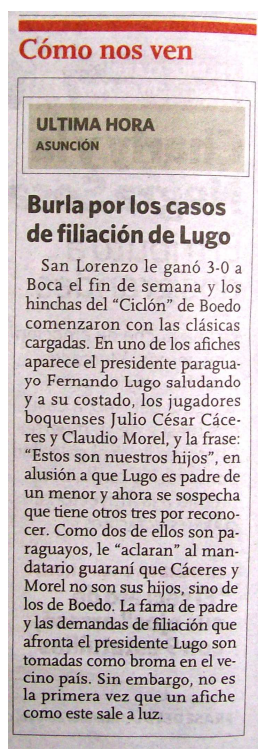 Cómo nos ven
ULTIMA HORA
ASUNCIÓN
Burla por los casos
de filiación de Lugo
San Lorenzo le ganó 3-0 a
Boca el fin de semana y los
hinchas del “Ciclón” de Boedo
comenzaron con las clásicas
cargadas. En uno de los afiches
aparece el presidente paragua-
yo Fernando Lugo saludando
y a su costado, los jugadores
boquenses Julio César Cáce-
res y Claudio Morel, y la frase:
“Estos son nuestros hijos”, en
alusión a que Lugo es padre de
un menor y ahora se sospecha
que tiene otros tres por recono-
cer. Como dos de ellos son pa-
raguayos, le “aclaran” al man-
datario guaraní que Cáceres y
Morel no son sus hijos, sino de
los de Boedo. La fama de padre
y las demandas de filiación que
afronta el presidente Lugo son
tomadas como broma en el ve-
cino país. Sin embargo, no es
la primera vez que un afiche
como este sale a luz.